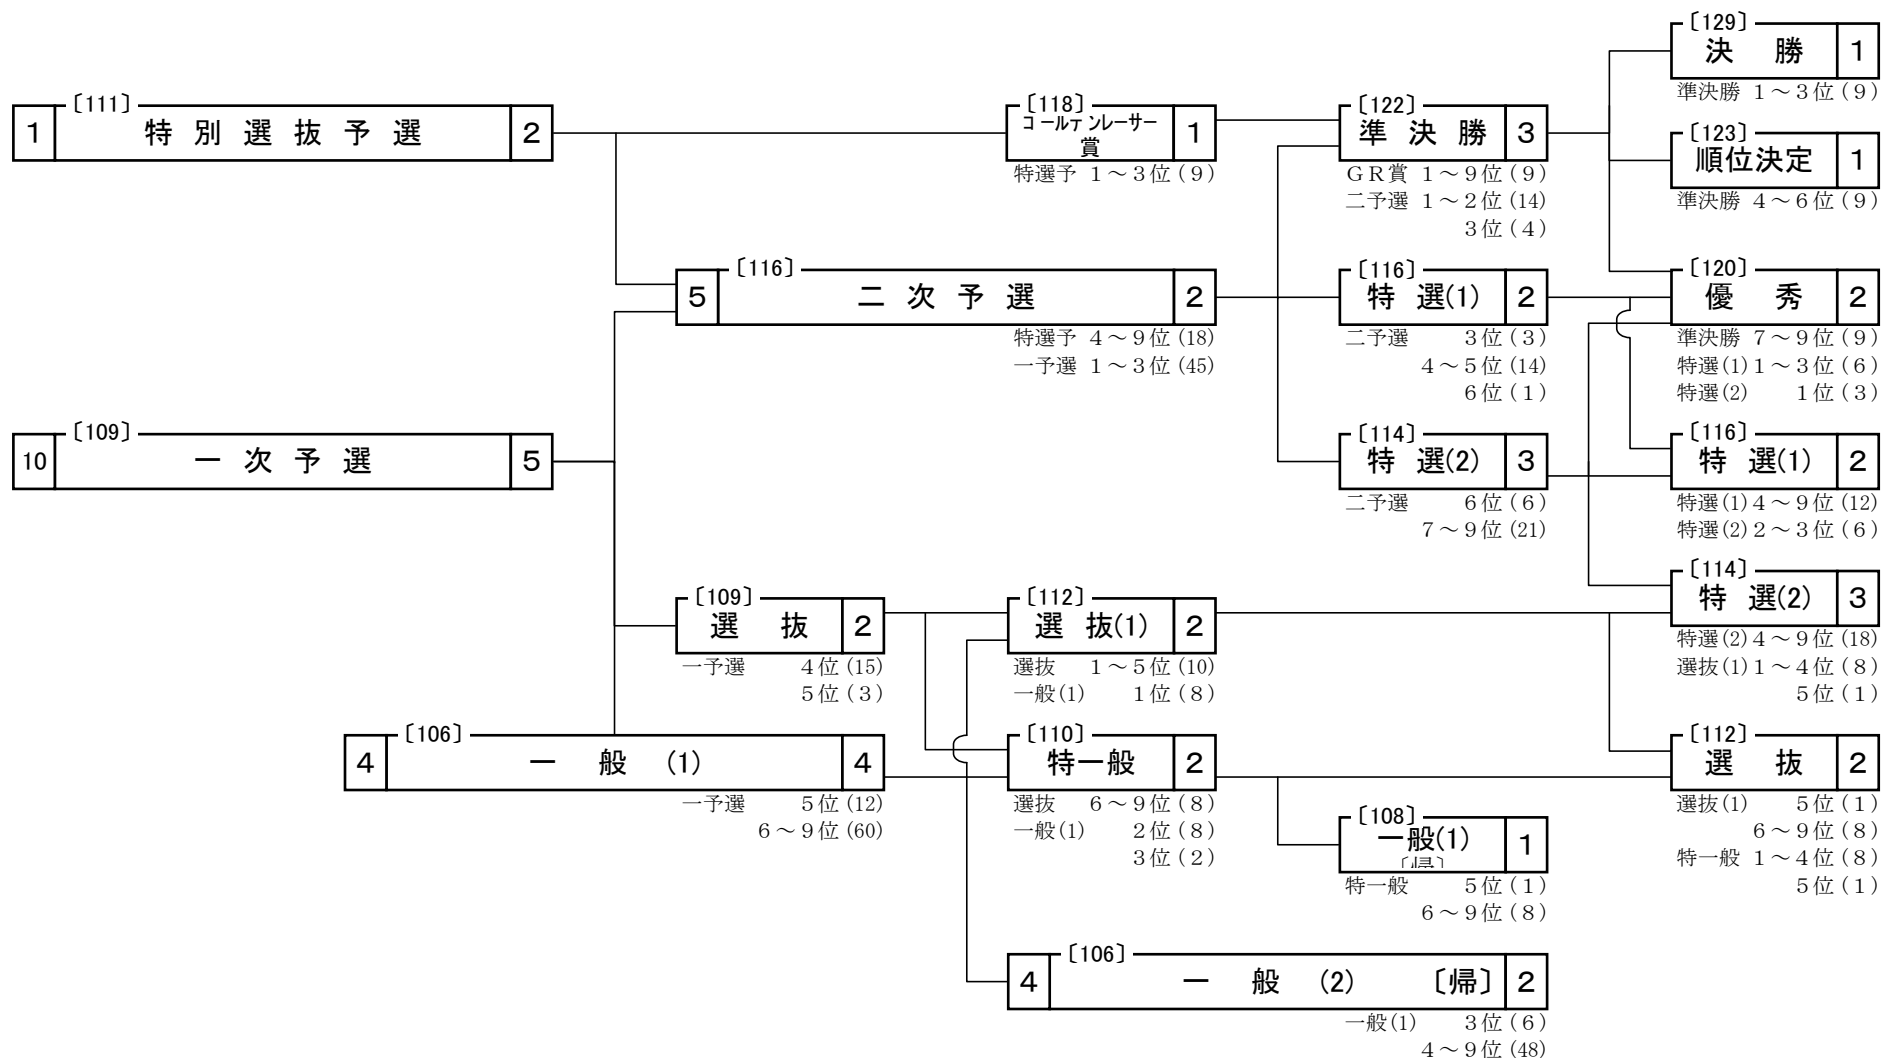 〔111〕
1 特別選抜予選 2
〔109〕
10 一次予選 5
〔106〕
4 一般(1) 4
一予選 5位(12)
6～9位(60)
〔116〕
5 二次予選 2
特選予 4～9位(18)
一予選 1～3位(45)
〔109〕
選抜 2
一予選 4位(15)
5位(3)
〔118〕
ゴールデンレーサー
賞 1
特選予 1～3位(9)
〔112〕
選抜(1) 2
選抜 1～5位(10)
一般(1) 1位(8)
〔110〕
特一般 2
選抜 6～9位(8)
一般(1) 2位(8)
3位(2)
〔106〕
4 一般(2) 〔帰〕 2
一般(1) 3位(6)
4～9位(48)
〔122〕
準決勝 3
ＧＲ賞 1～9位(9)
二予選 1～2位(14)
3位(4)
〔116〕
特選(1) 2
二予選 3位(3)
4～5位(14)
6位(1)
〔114〕
特選(2) 3
二予選 6位(6)
7～9位(21)
〔108〕
一般(1) 1
〔帰〕
特一般 5位(1)
6～9位(8)
〔129〕
決勝 1
準決勝 1～3位(9)
〔123〕
順位決定 1
準決勝 4～6位(9)
〔120〕
優秀 2
準決勝 7～9位(9)
特選(1) 1～3位(6)
特選(2) 1位(3)
〔116〕
特選(1) 2
特選(1) 4～9位(12)
特選(2) 2～3位(6)
〔114〕
特選(2) 3
特選(2) 4～9位(18)
選抜(1) 1～4位(8)
5位(1)
〔112〕
選抜 2
選抜(1) 5位(1)
6～9位(8)
特一般 1～4位(8)
5位(1)